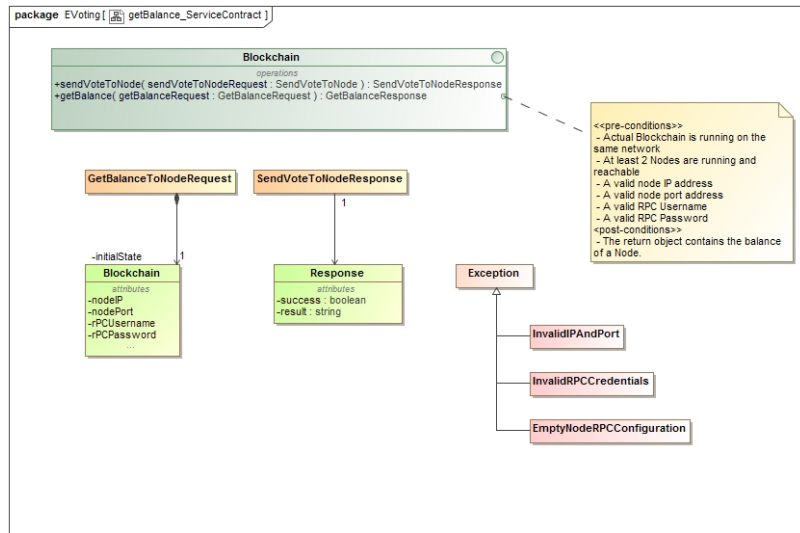 package EVoting [ getBalance_ServiceContract ]
Blockchain
operations
+sendVoteToNode( sendVoteToNodeRequest : SendVoteToNode ) : SendVoteToNodeResponse
+getBalance( getBalanceRequest : GetBalanceRequest ) : GetBalanceResponse
<<pre-conditions>>
- Actual Blockchain is running on the
same network
- At least 2 Nodes are running and
reachable
- A valid node IP address
- A valid node port address
- A valid RPC Username
- A valid RPC Password
<<post-conditions>>
- The return object contains the balance
of a Node.
GetBalanceToNodeRequest
SendVoteToNodeResponse
1
-initialState
1
Blockchain
attributes
-nodeIP
-nodePort
-rPCUsername
-rPCPassword
...
Response
attributes
-success : boolean
-result : string
Exception
InvalidIPAndPort
InvalidRPCCredentials
EmptyNodeRPCConfiguration